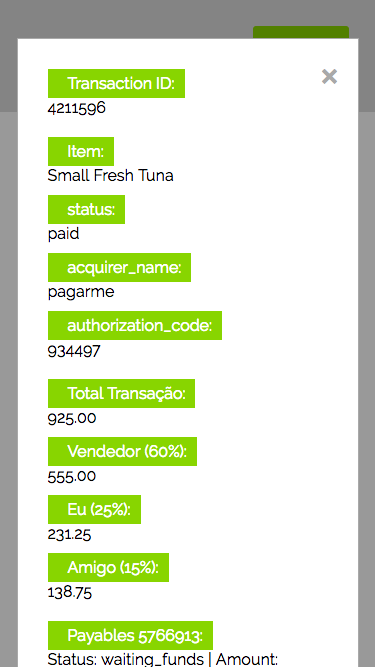 Transaction ID:
4211596
Item:
Small Fresh Tuna
status:
paid
acquirer_name:
pagarme
authorization_code:
934497
Total Transação:
925.00
Vendedor (60%):
555.00
Eu (25%):
231.25
Amigo (15%):
138.75
Payables 5766913:
Status: waiting_funds | Amount: